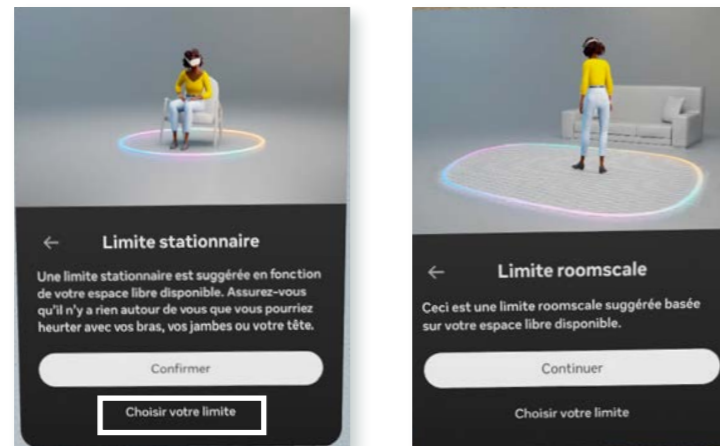 Limite stationnaire
Une limite stationnaire est suggérée en fonction
de votre espace libre disponible. Assurez-vous
qu'il n'y a rien autour de vous que vous pourriez
heurter avec vos bras, vos jambes ou votre tête.
Confirmer
Choisir votre limite
Limite roomscale
Ceci est une limite roomscale suggérée basée
sur votre espace libre disponible.
Continuer
Choisir votre limite